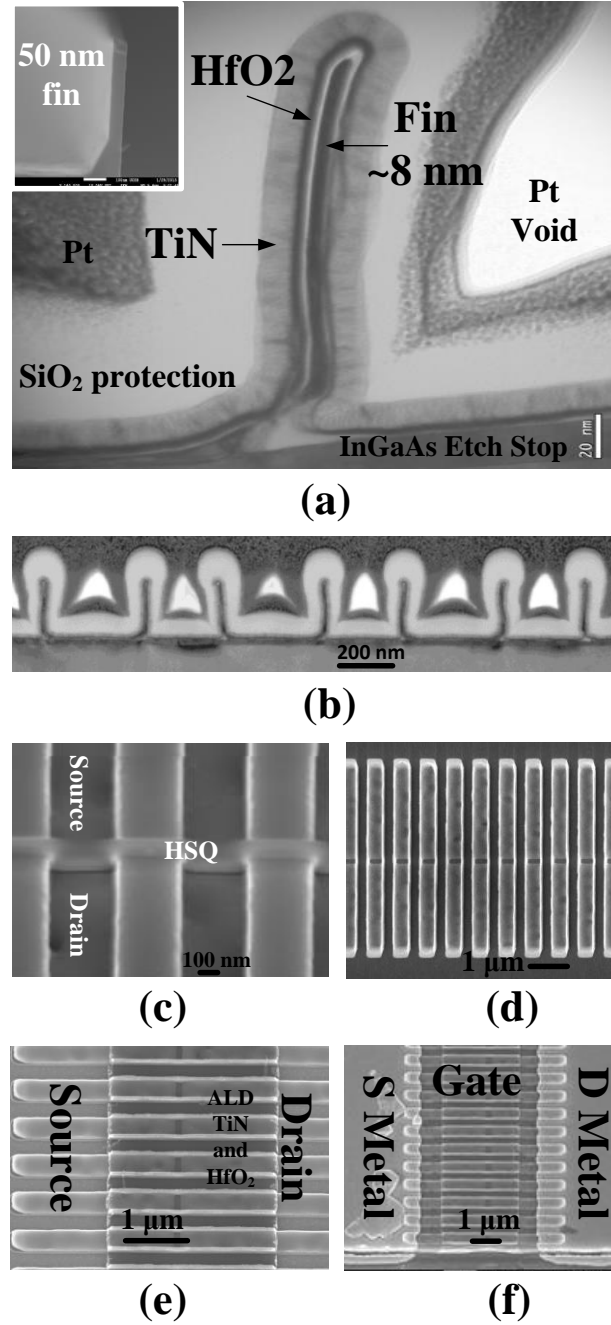 50 nm
fin
HfO2
Fin
~8 nm
Pt
Void
Pt
TiN
SiO₂ protection
InGaAs Etch Stop
20 nm
(a)
200 nm
(b)
Source
HSQ
Drain
100 nm
(c)
1 μm
(d)
Source
ALD
TiN
and
HfO₂
Drain
1 μm
(e)
S Metal
Gate
D Metal
1 μm
(f)